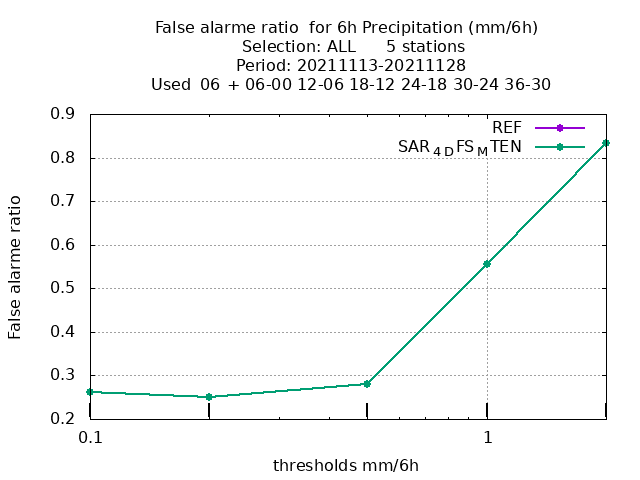 False alarme ratio  for 6h Precipitation (mm/6h)
Selection: ALL      5 stations
Period: 20211113-20211128
Used  06 + 06-00 12-06 18-12 24-18 30-24 36-30
REF
SAR4DFSMTEN
0.9
0.8
0.7
0.6
0.5
0.4
0.3
0.2
False alarme ratio
0.1
1
thresholds mm/6h